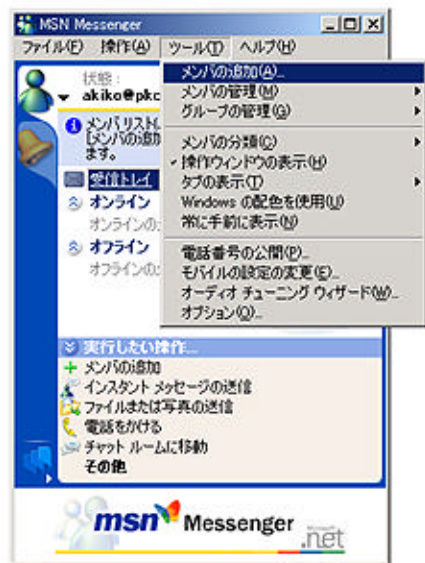 MSN Messenger
ファイル(F) 操作(A) ツール(T) ヘルプ(H)
状態 :
akiko@pkc
メンバ リストに
[メンバの追加
ます。
受信トレイ
オンライン
オンラインの
オフライン
オフラインの
メンバの追加(A)...
メンバの管理(M)
グループの管理(G)
メンバの分類(C)
操作ウィンドウの表示(H)
タブの表示(T)
Windows の配色を使用(U)
常に手前に表示(N)
電話番号の公開(P)...
モバイルの設定の変更(E)...
オーディオ チューニング ウィザード(W)...
オプション(O)...
実行したい操作...
メンバの追加
インスタント メッセージの送信
ファイルまたは写真の送信
電話をかける
チャット ルームに移動
その他
msn Messenger
.net